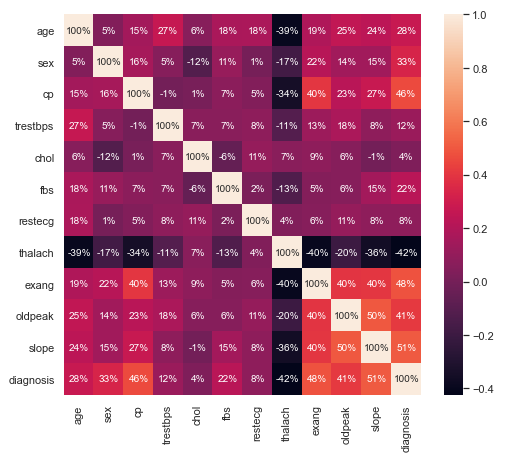 age 100% 5% 15% 27% 6% 18% 18% -39% 19% 25% 24% 28%
sex 5% 100% 16% 5% -12% 11% 1% -17% 22% 14% 15% 33%
cp 15% 16% 100% -1% 1% 7% 5% -34% 40% 23% 27% 46%
trestbps 27% 5% -1% 100% 7% 7% 8% -11% 13% 18% 8% 12%
chol 6% -12% 1% 7% 100% -6% 11% 7% 9% 6% -1% 4%
fbs 18% 11% 7% 7% -6% 100% 2% -13% 5% 6% 15% 22%
restecg 18% 1% 5% 8% 11% 2% 100% 4% 6% 11% 8% 8%
thalach -39% -17% -34% -11% 7% -13% 4% 100% -40% -20% -36% -42%
exang 19% 22% 40% 13% 9% 5% 6% -40% 100% 40% 40% 48%
oldpeak 25% 14% 23% 18% 6% 6% 11% -20% 40% 100% 50% 41%
slope 24% 15% 27% 8% -1% 15% 8% -36% 40% 50% 100% 51%
diagnosis 28% 33% 46% 12% 4% 22% 8% -42% 48% 41% 51% 100%
age sex cp trestbps chol fbs restecg thalach exang oldpeak slope diagnosis
1.0
0.8
0.6
0.4
0.2
0.0
−0.2
−0.4